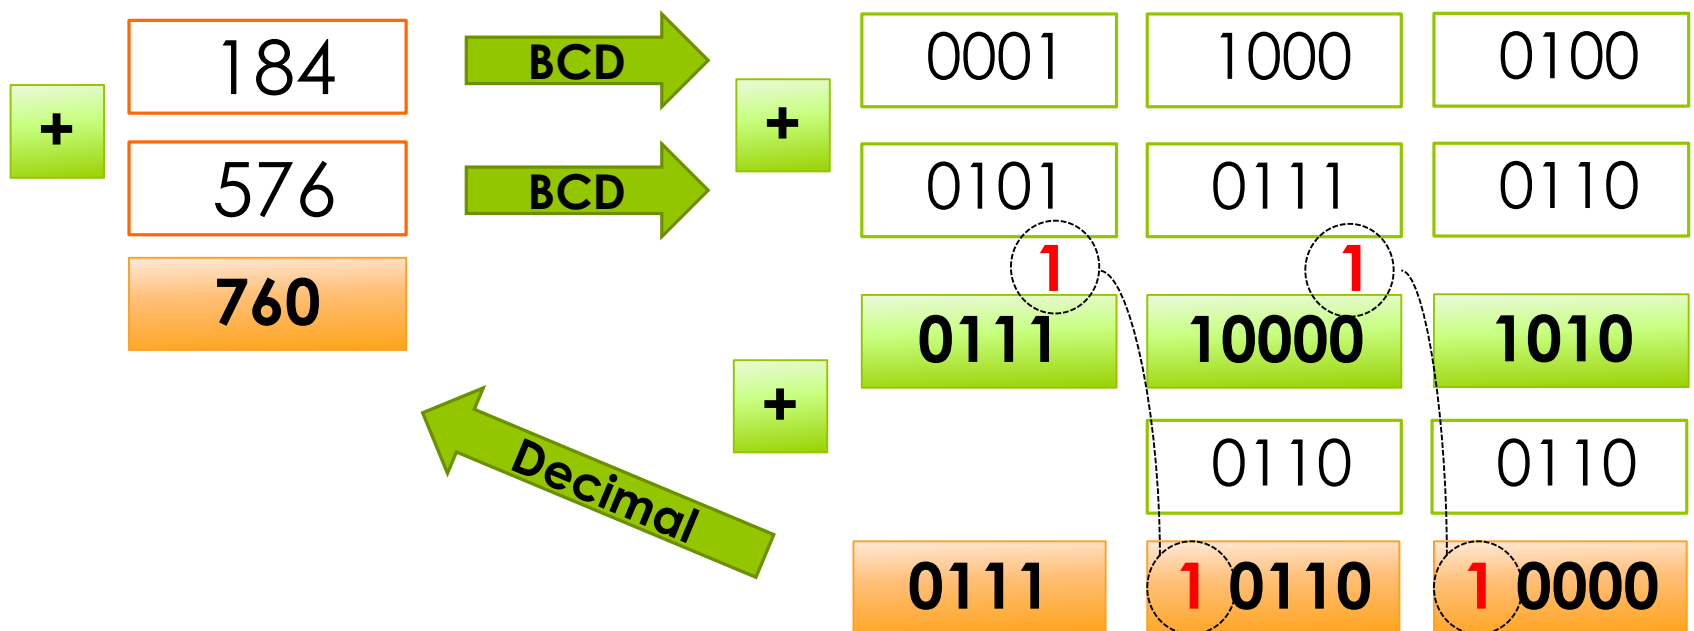 184 BCD 0001 1000 0100
+ +
576 BCD 0101 0111 0110
1 1
760 0111 10000 1010
+
Decimal 0110 0110
0111 1 0110 1 0000